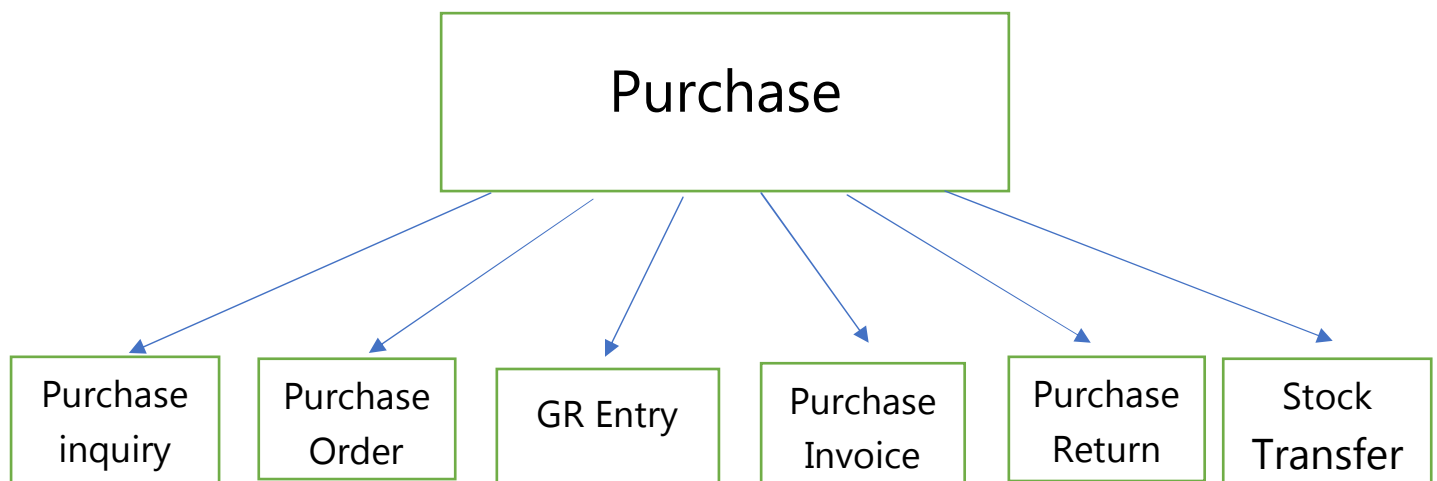 Purchase
Purchase
inquiry
Purchase
Order
GR Entry
Purchase
Invoice
Purchase
Return
Stock
Transfer